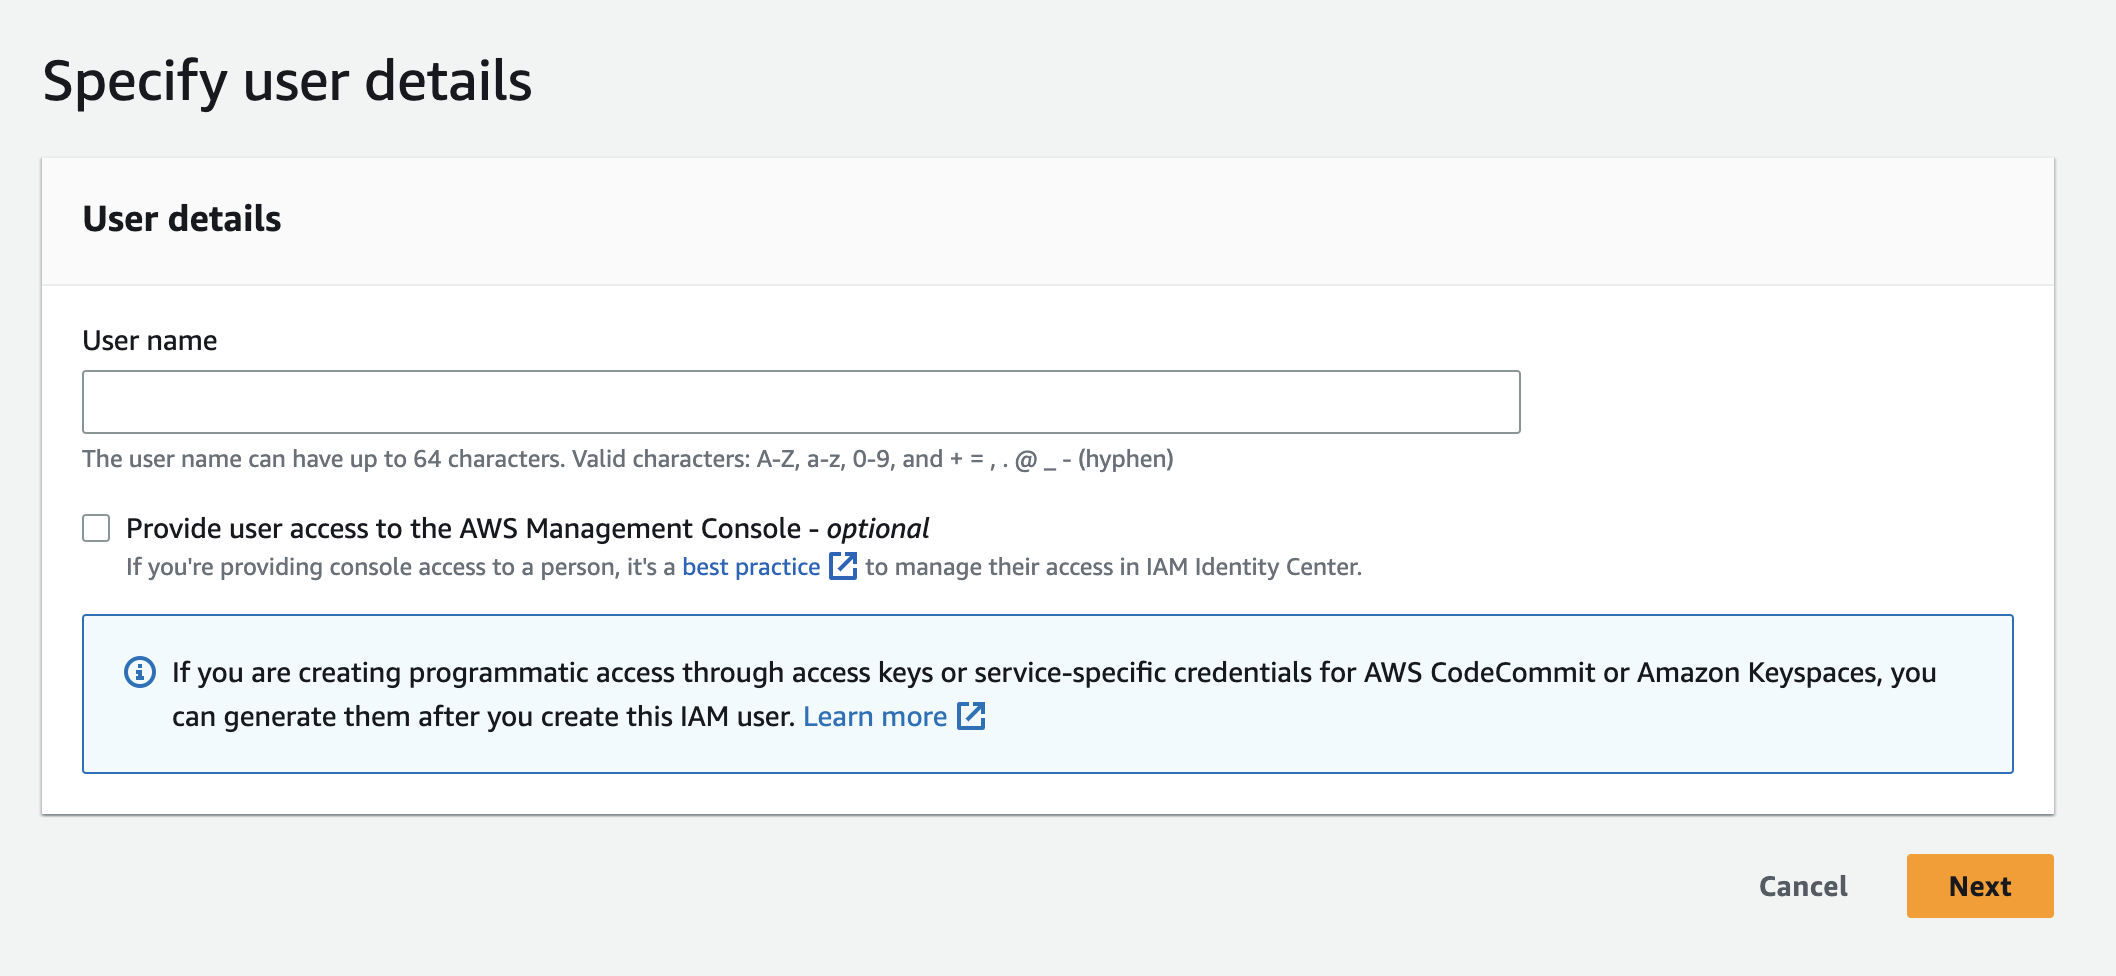 Specify user details
User details
User name
The user name can have up to 64 characters. Valid characters: A-Z, a-z, 0-9, and + = , . @ _ - (hyphen)
Provide user access to the AWS Management Console - optional
If you're providing console access to a person, it's a best practice to manage their access in IAM Identity Center.
If you are creating programmatic access through access keys or service-specific credentials for AWS CodeCommit or Amazon Keyspaces, you
can generate them after you create this IAM user. Learn more
Cancel Next